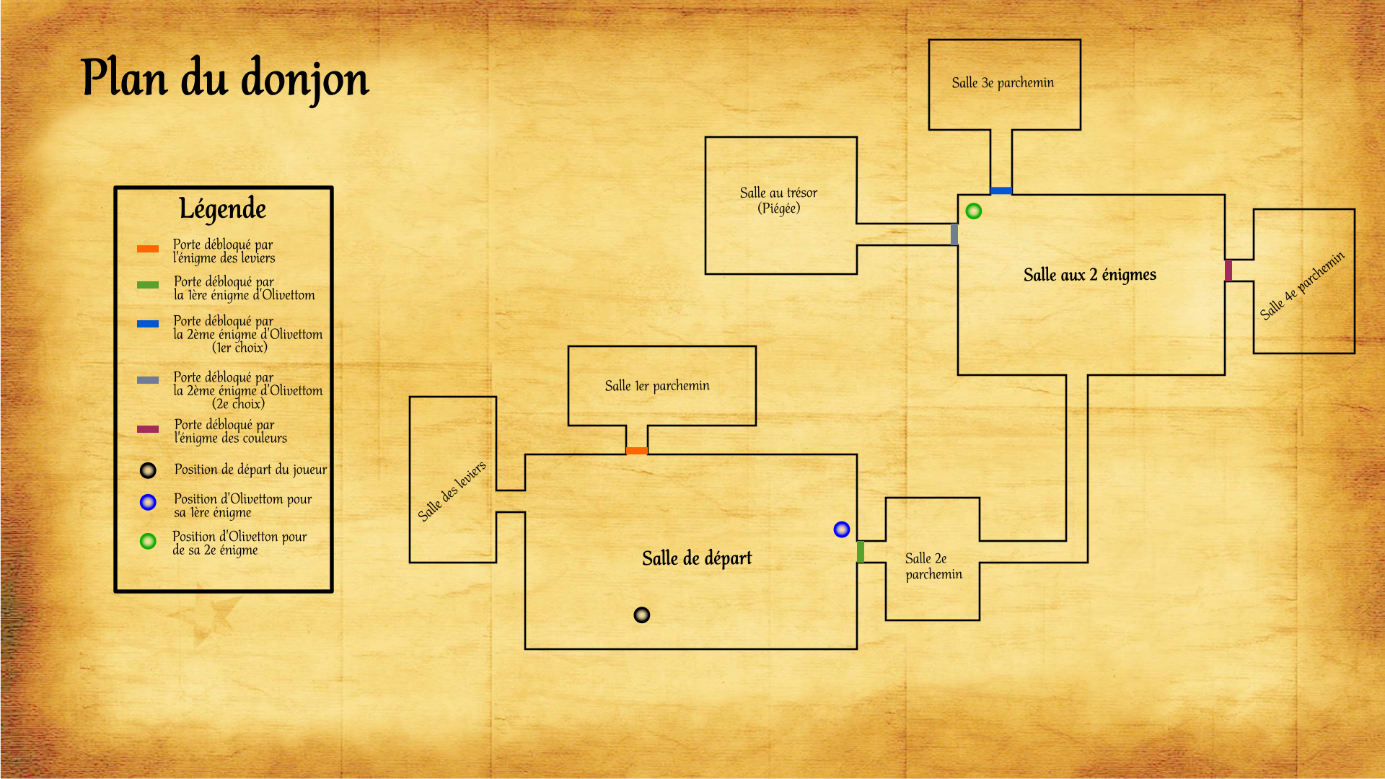 Plan du donjon
Légende
Porte débloqué par
l'énigme des leviers
Porte débloqué par
la 1ère énigme d'Olivettom
Porte débloqué par
la 2ème énigme d'Olivettom
(1er choix)
Porte débloqué par
la 2ème énigme d'Olivettom
(2e choix)
Porte débloqué par
l'énigme des couleurs
Position de départ du joueur
Position d'Olivettom pour
sa 1ère énigme
Position d'Olivetton pour
de sa 2e énigme
Salle 3e parchemin
Salle au trésor
(Piégée)
Salle aux 2 énigmes
Salle 4e parchemin
Salle 1er parchemin
Salle des leviers
Salle de départ
Salle 2e
parchemin